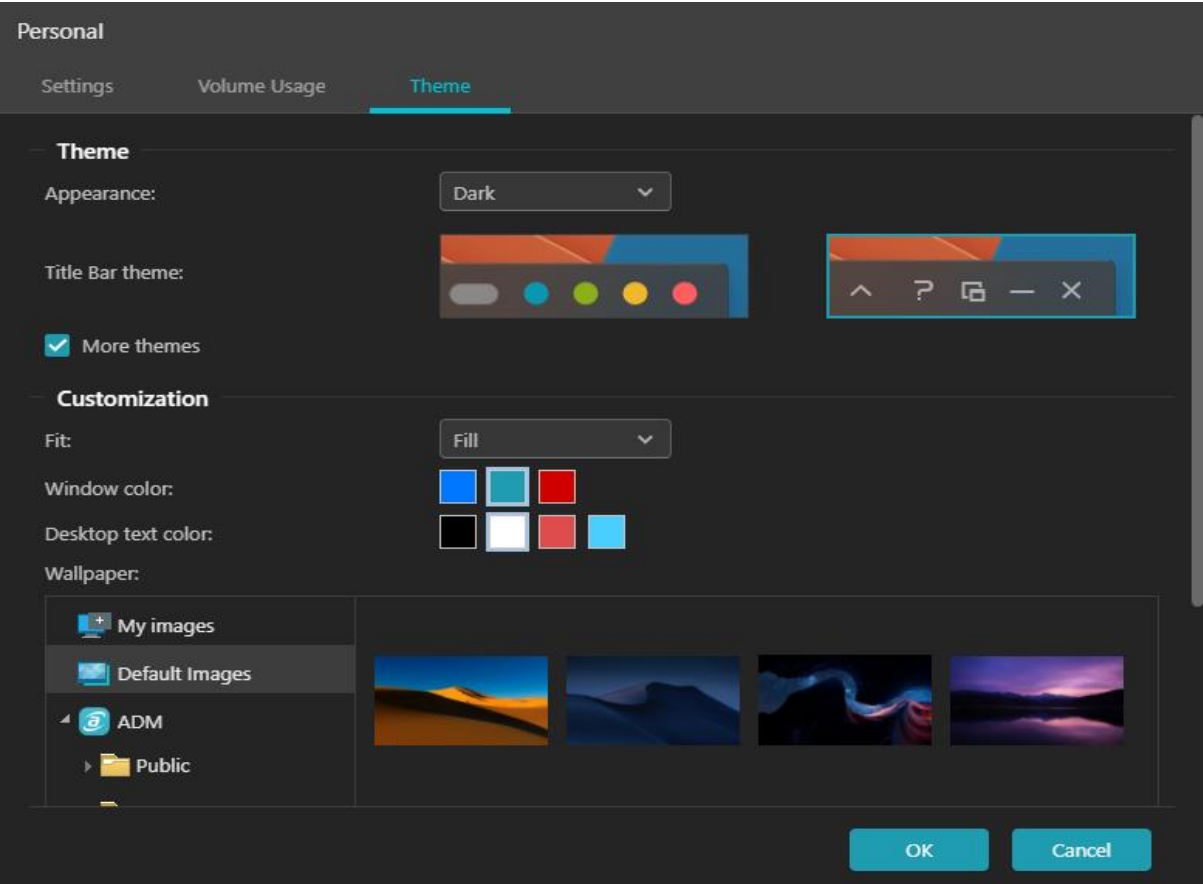 Personal
Settings Volume Usage Theme
Theme
Appearance: Dark
Title Bar theme:
More themes
Customization
Fit: Fill
Window color:
Desktop text color:
Wallpaper:
My images
Default Images
ADM
Public
OK Cancel